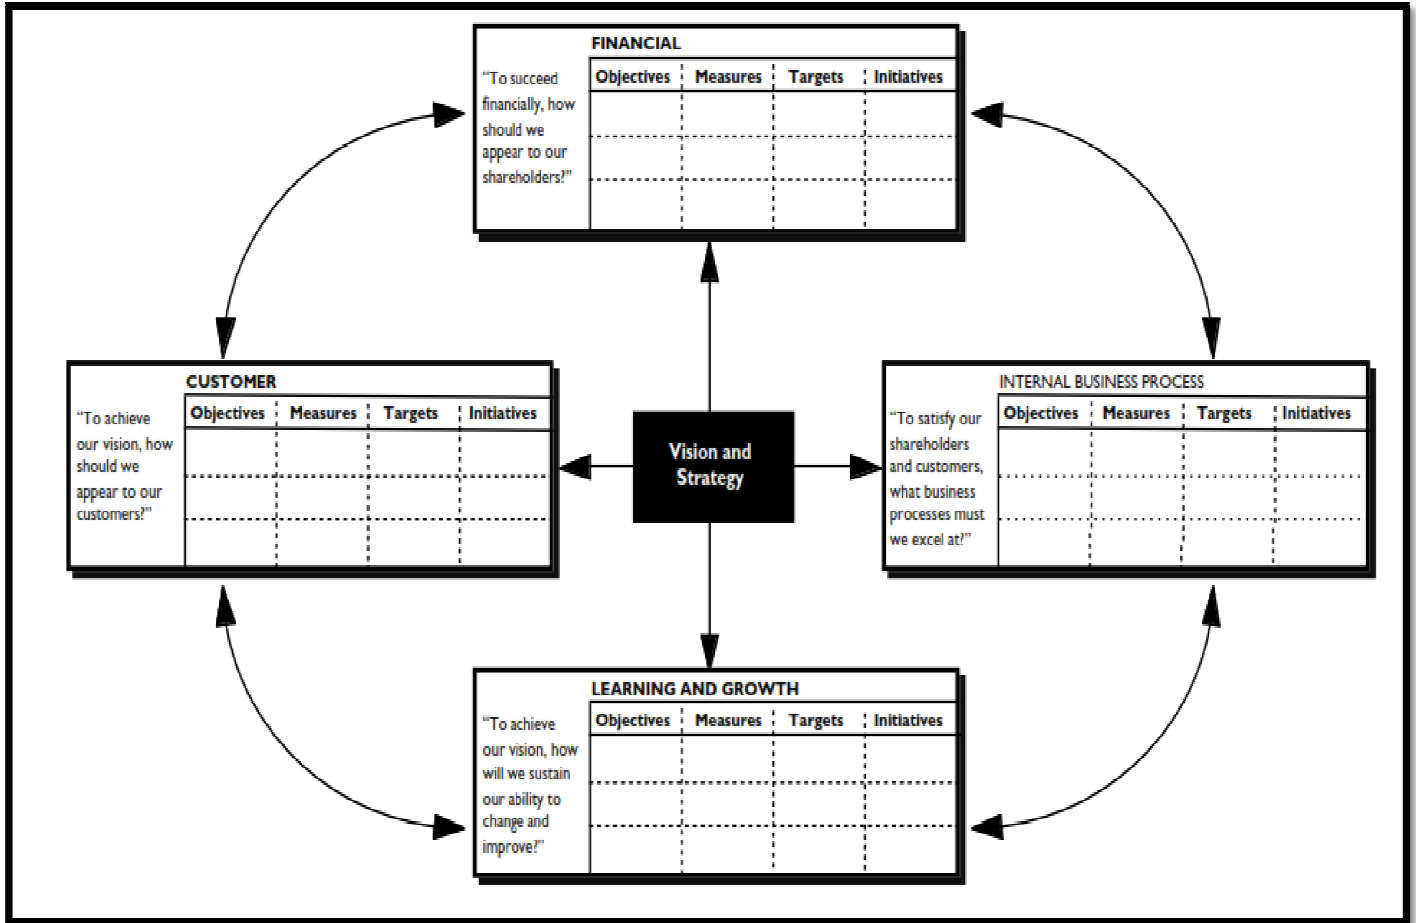 FINANCIAL
Objectives Measures Targets Initiatives
“To succeed
financially, how
should we
appear to our
shareholders?”
CUSTOMER
Objectives Measures Targets Initiatives
“To achieve
our vision, how
should we
appear to our
customers?”
Vision and
Strategy
INTERNAL BUSINESS PROCESS
Objectives Measures Targets Initiatives
“To satisfy our
shareholders
and customers,
what business
processes must
we excel at?”
LEARNING AND GROWTH
Objectives Measures Targets Initiatives
“To achieve
our vision, how
will we sustain
our ability to
change and
improve?”